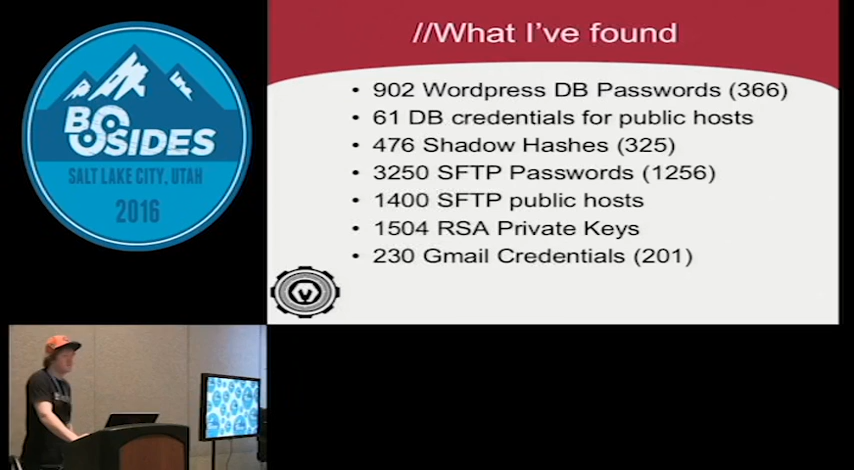 BSIDES
SALT LAKE CITY, UTAH
2016
//What I've found
• 902 Wordpress DB Passwords (366)
• 61 DB credentials for public hosts
• 476 Shadow Hashes (325)
• 3250 SFTP Passwords (1256)
• 1400 SFTP public hosts
• 1504 RSA Private Keys
• 230 Gmail Credentials (201)